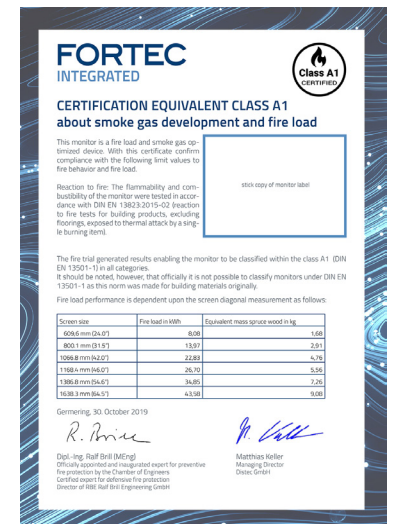 FORTEC
INTEGRATED
Class A1
CERTIFIED
CERTIFICATION EQUIVALENT CLASS A1
about smoke gas development and fire load
This monitor is a fire load and smoke gas op-
timized device. With this certificate confirm
compliance with the following limit values to
fire behavior and fire load.
Reaction to fire: The flammability and com-
bustibility of the monitor were tested in accor-
dance with DIN EN 13823:2015-02 (reaction
to fire tests for building products, excluding
floorings, exposed to thermal attack by a sing-
le burning item).
stick copy of moniter label
The fire trial generated results enabling the monitor to be classified within the class A1 (DIN
EN 13501-1) in all categories.
It should be noted, however, that officially it is not possible to classify monitors under DIN EN
13501-1 as this norm was made for building materials originally.
Fire load performance is dependent upon the screen diagonal measurement as follows:
Screen size Fire load in kWh Equivalent mass spruce wood in kg
609,6 mm (24.0") 8,08 1,68
800.1 mm (31.5") 13,97 2,91
1066.8 mm (42.0") 22,83 4,76
1168.4 mm (46.0") 26,70 5,56
1386.8 mm (54.6") 34,85 7,26
1638.3 mm (64.5") 43,58 9,08
Germering, 30. October 2019
R. Brill
Dipl.-Ing. Ralf Brill (MEng)
Officially appointed and inaugurated expert for preventive
fire protection by the Chamber of Engineers
Certified expert for defensive fire protection
Director of RBE Ralf Brill Engineering GmbH
Matthias Keller
Managing Director
Distec GmbH